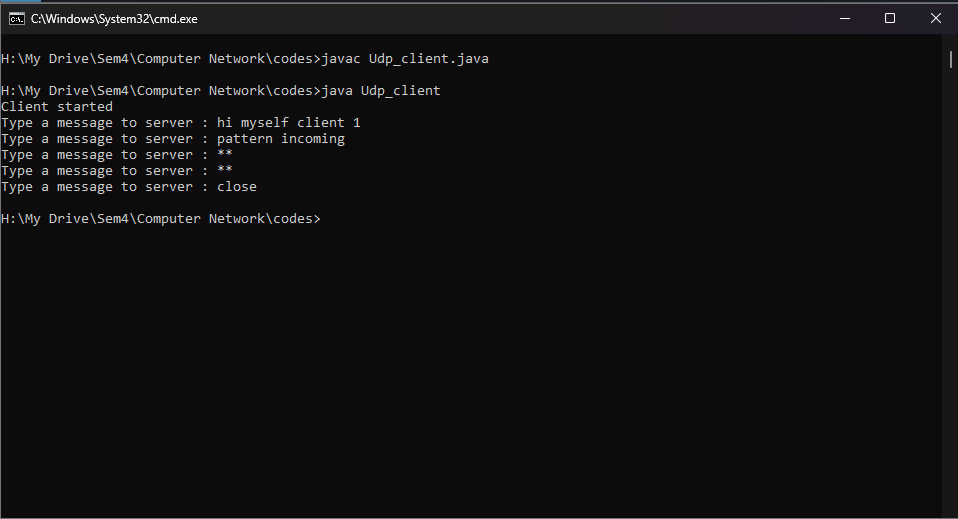 C:\Windows\System32\cmd.exe
H:\My Drive\Sem4\Computer Network\codes>javac Udp_client.java
H:\My Drive\Sem4\Computer Network\codes>java Udp_client
Client started
Type a message to server : hi myself client 1
Type a message to server : pattern incoming
Type a message to server : **
Type a message to server : **
Type a message to server : close
H:\My Drive\Sem4\Computer Network\codes>